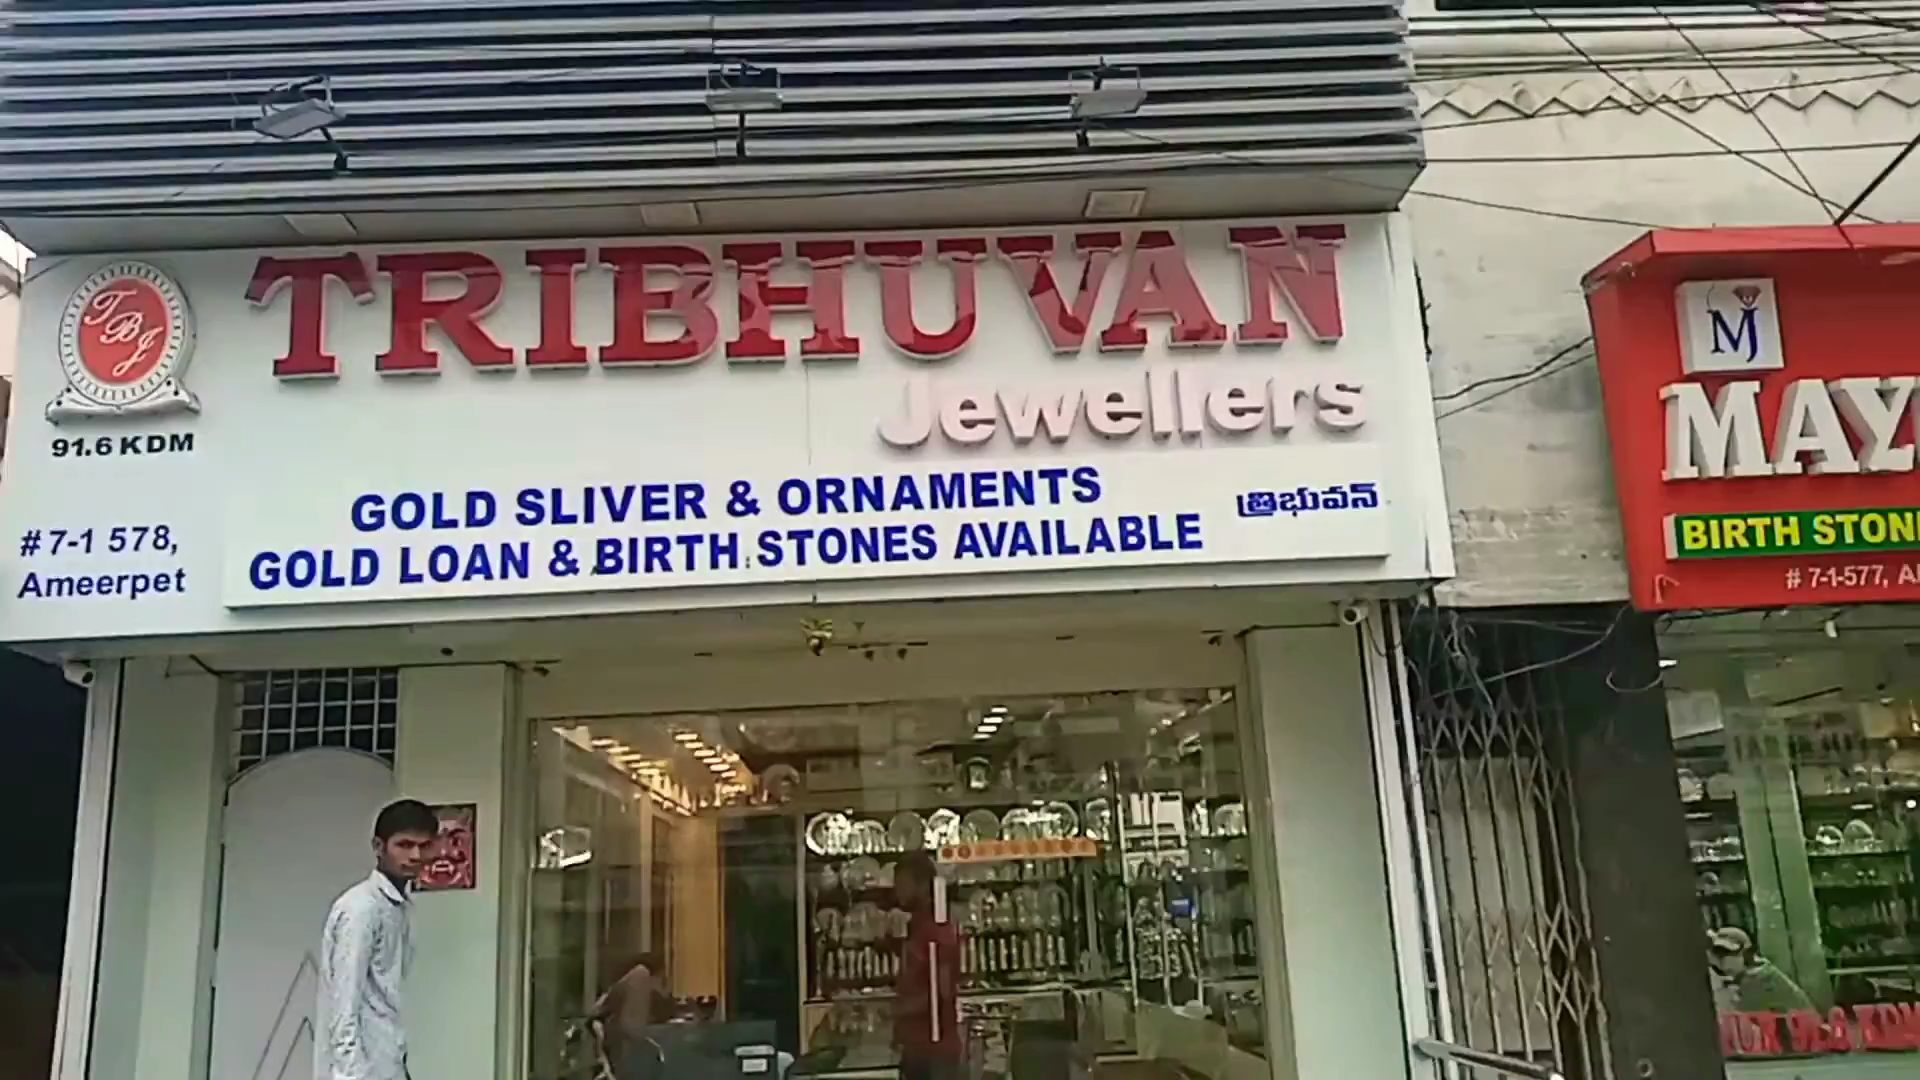 TBJ
91.6 KDM
# 7-1 578,
Ameerpet
TRIBHUVAN
Jewellers
GOLD SLIVER & ORNAMENTS
GOLD LOAN & BIRTH STONES AVAILABLE
త్రిభువన్
MJ
MAY
BIRTH STON
# 7-1-577, A